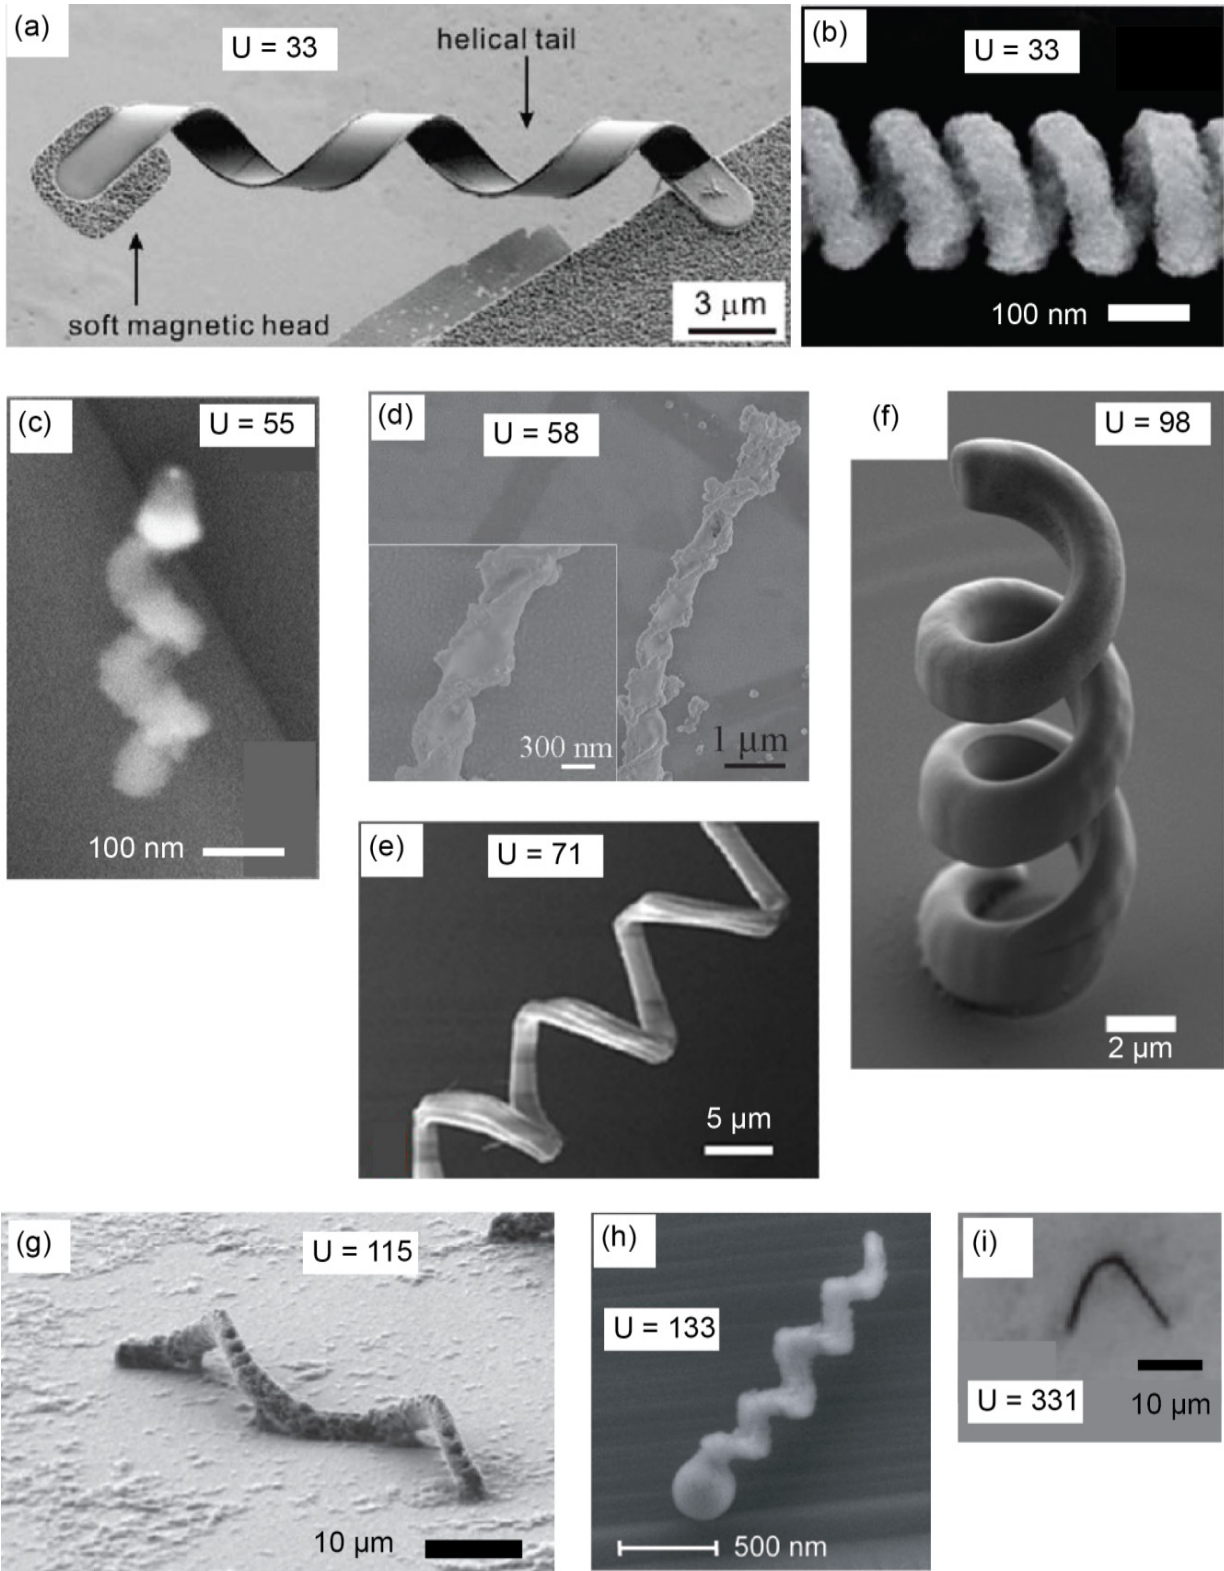 (a)
U = 33
helical tail
soft magnetic head
3 μm
(b)
U = 33
100 nm
(c)
U = 55
100 nm
(d)
U = 58
300 nm
1 μm
(e)
U = 71
5 μm
(f)
U = 98
2 μm
(g)
U = 115
10 μm
(h)
U = 133
500 nm
(i)
U = 331
10 μm